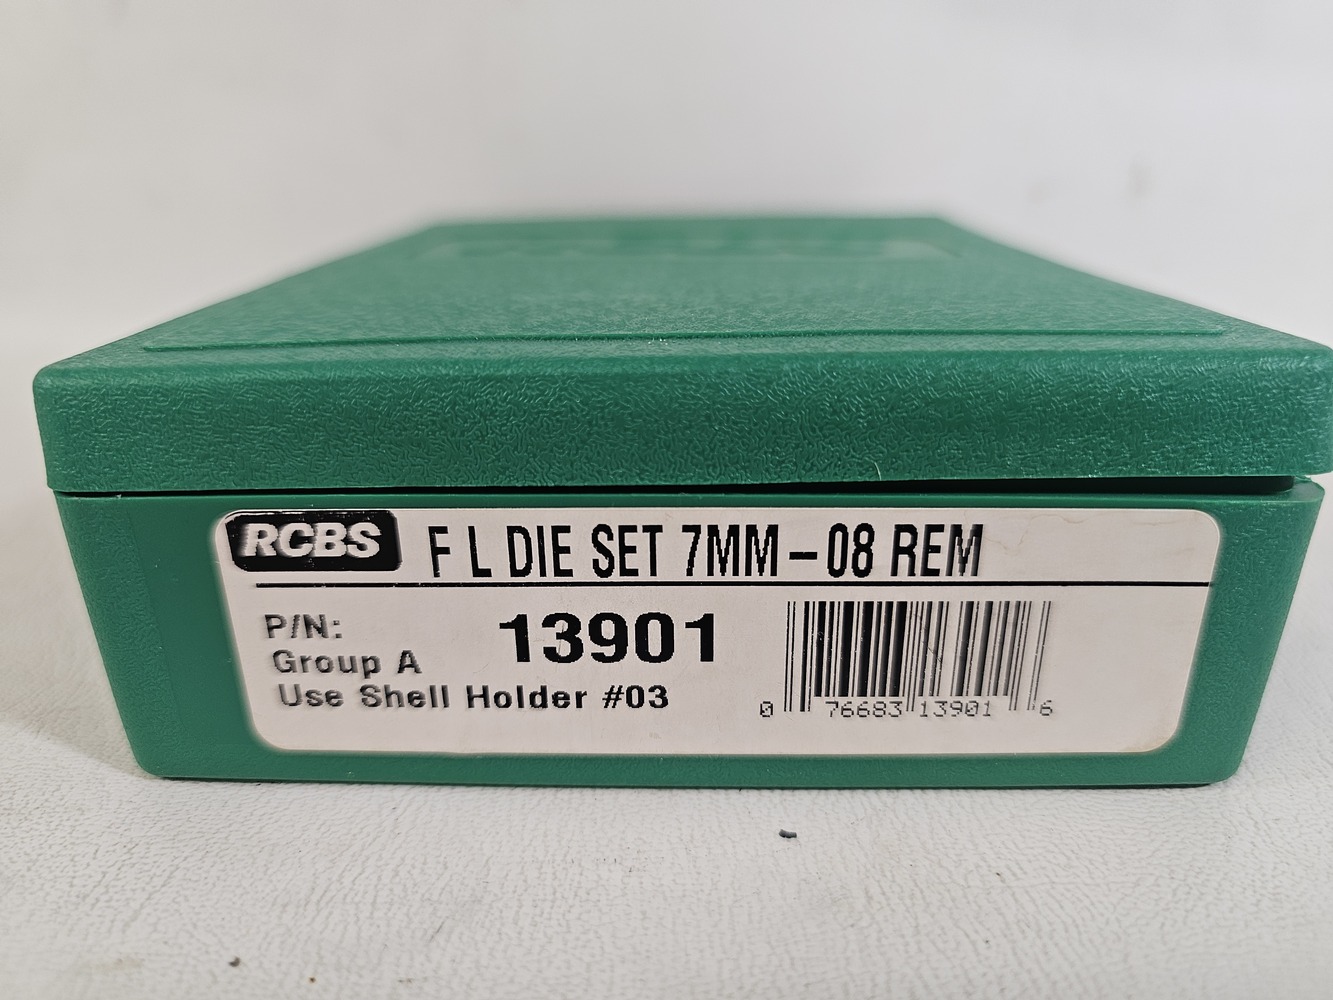 RCBS F L DIE SET 7MM-08 REM
P/N: 13901
Group A
Use Shell Holder #03
0 76683 13901 6